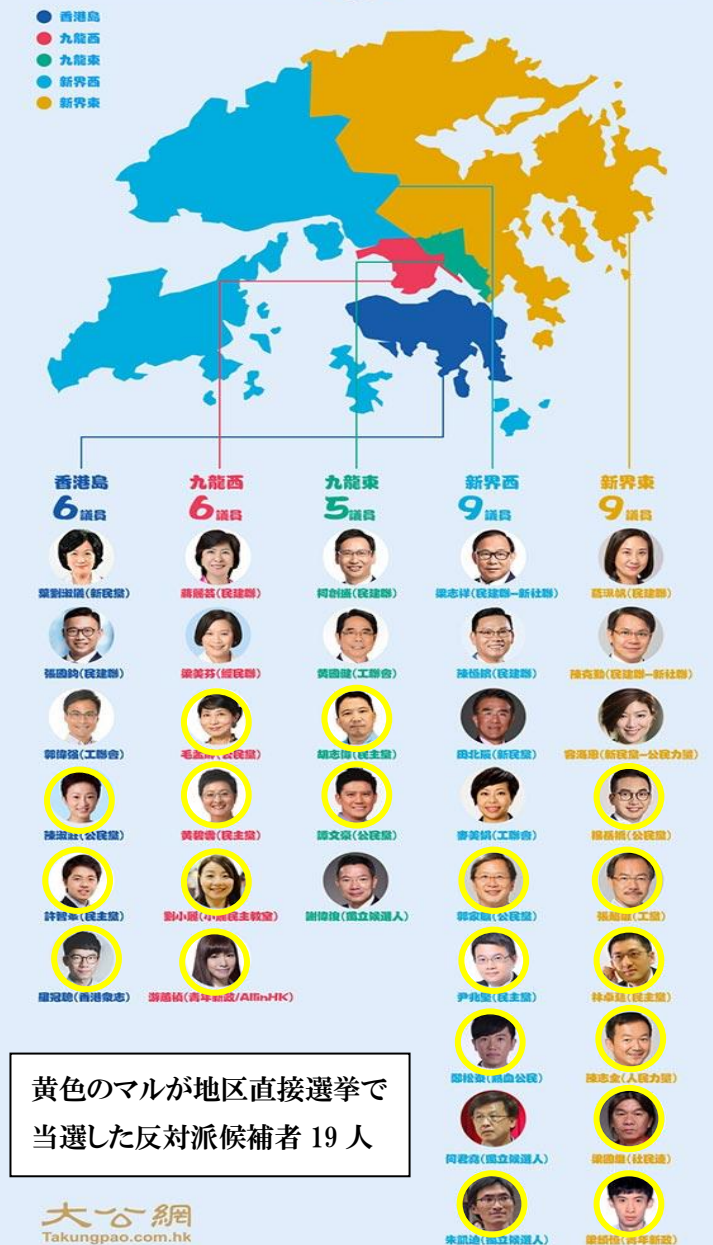 香港島
九龍西
九龍東
新界西
新界東
香港島
6議員
九龍西
6議員
九龍東
5議員
新界西
9議員
新界東
9議員
葉劉淑儀(新民黨)
蔣麗芸(民建聯)
柯創盛(民建聯)
梁志祥(民建聯-新社聯)
葛珮帆(民建聯)
張國鈞(民建聯)
梁美芬(經民聯)
黃國健(工聯會)
陳恒鑌(民建聯)
陳克勤(民建聯-新社聯)
郭偉强(工聯會)
毛孟靜(公民黨)
胡志偉(民主黨)
田北辰(新民黨)
容海恩(新民黨-公民力量)
陳淑莊(公民黨)
黃碧雲(民主黨)
譚文豪(公民黨)
麥美娟(工聯會)
楊岳橋(公民黨)
許智峯(民主黨)
劉小麗(小麗民主教室)
謝偉俊(獨立候選人)
郭家麒(公民黨)
張超雄(工黨)
羅冠聰(香港衆志)
游蕙禎(青年新政/AllinHK)
尹兆堅(民主黨)
林卓廷(民主黨)
鄭松泰(熱血公民)
陳志全(人民力量)
何君堯(獨立候選人)
梁國雄(社民連)
朱凱迪(獨立候選人)
梁頌恆(青年新政)
黄色のマルが地区直接選挙で
当選した反対派候補者 19 人
大公網
Takungpao.com.hk